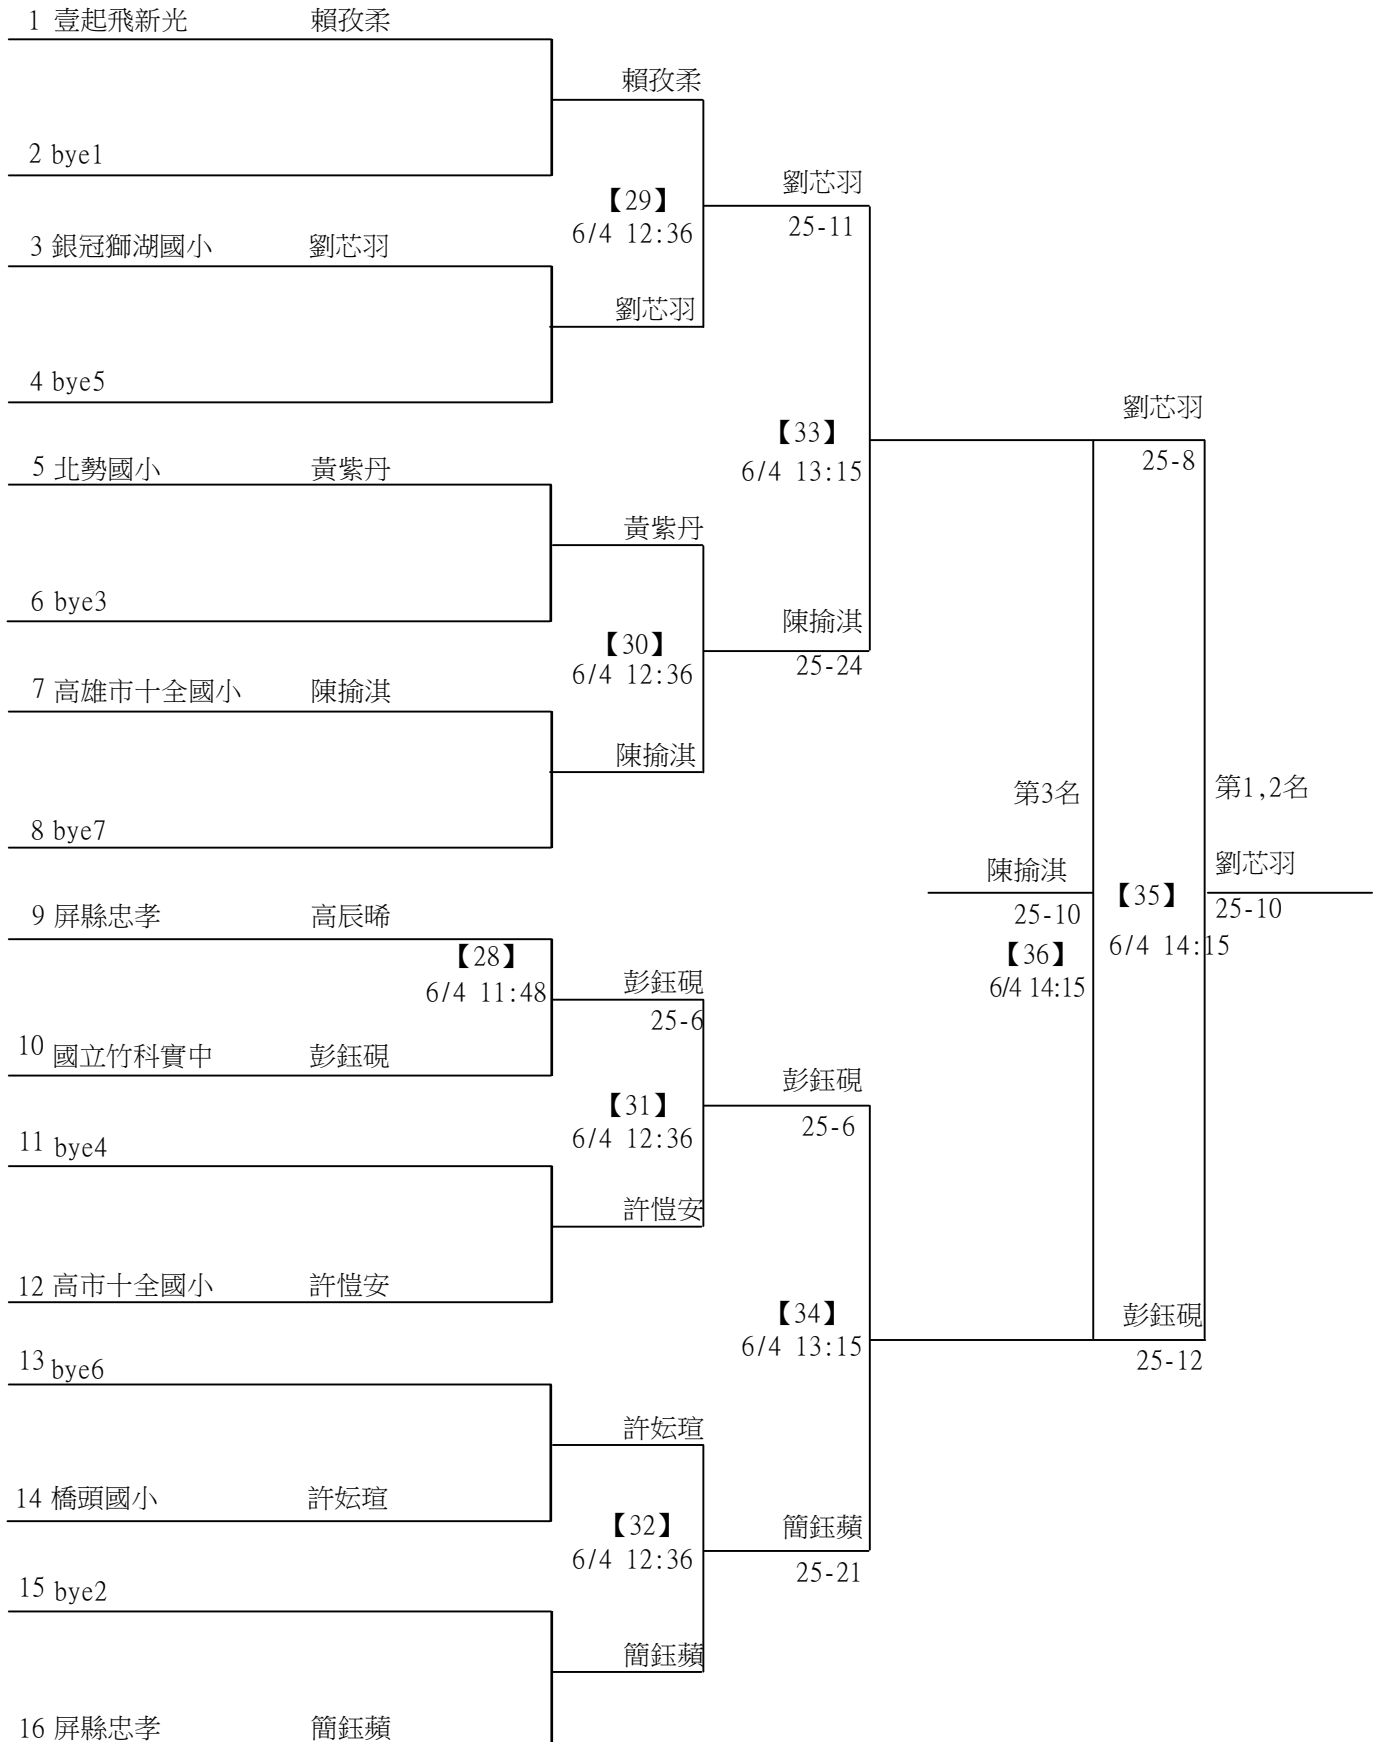 1 壹起飛新光 賴孜柔
賴孜柔
2 bye1
劉芯羽
【29】
25-11
6/4 12:36
3 銀冠獅湖國小 劉芯羽
劉芯羽
4 bye5
劉芯羽
【33】
25-8
6/4 13:15
5 北勢國小 黃紫丹
黃紫丹
6 bye3
陳揄淇
【30】
25-24
6/4 12:36
7 高雄市十全國小 陳揄淇
陳揄淇
第3名
第1,2名
8 bye7
陳揄淇
劉芯羽
【35】
25-10
25-10
9 屏縣忠孝 高辰晞
【28】
【36】
6/4 14:15
彭鈺硯
6/4 11:48
6/4 14:15
25-6
10 國立竹科實中 彭鈺硯
彭鈺硯
【31】
25-6
6/4 12:36
11 bye4
許愷安
12 高市十全國小 許愷安
【34】
彭鈺硯
6/4 13:15
25-12
13 bye6
許妘瑄
14 橋頭國小 許妘瑄
【32】
簡鈺蘋
6/4 12:36
25-21
15 bye2
簡鈺蘋
16 屏縣忠孝 簡鈺蘋